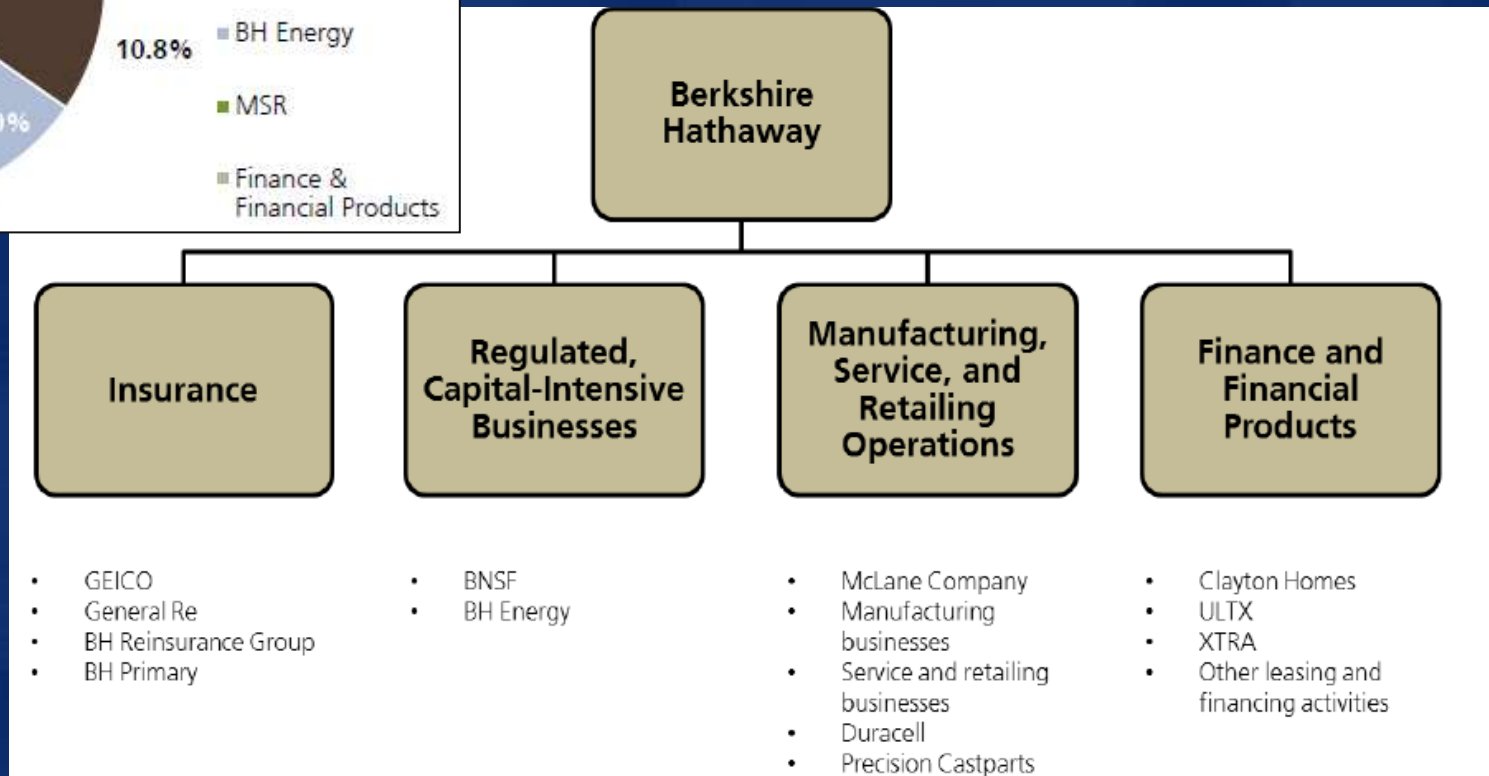 10.8%
BH Energy
MSR
Finance &
Financial Products
Berkshire
Hathaway
Insurance
Regulated,
Capital-Intensive
Businesses
Manufacturing,
Service, and
Retailing
Operations
Finance and
Financial
Products
• GEICO
• General Re
• BH Reinsurance Group
• BH Primary
• BNSF
• BH Energy
• McLane Company
• Manufacturing
businesses
• Service and retailing
businesses
• Duracell
• Precision Castparts
• Clayton Homes
• ULTX
• XTRA
• Other leasing and
financing activities